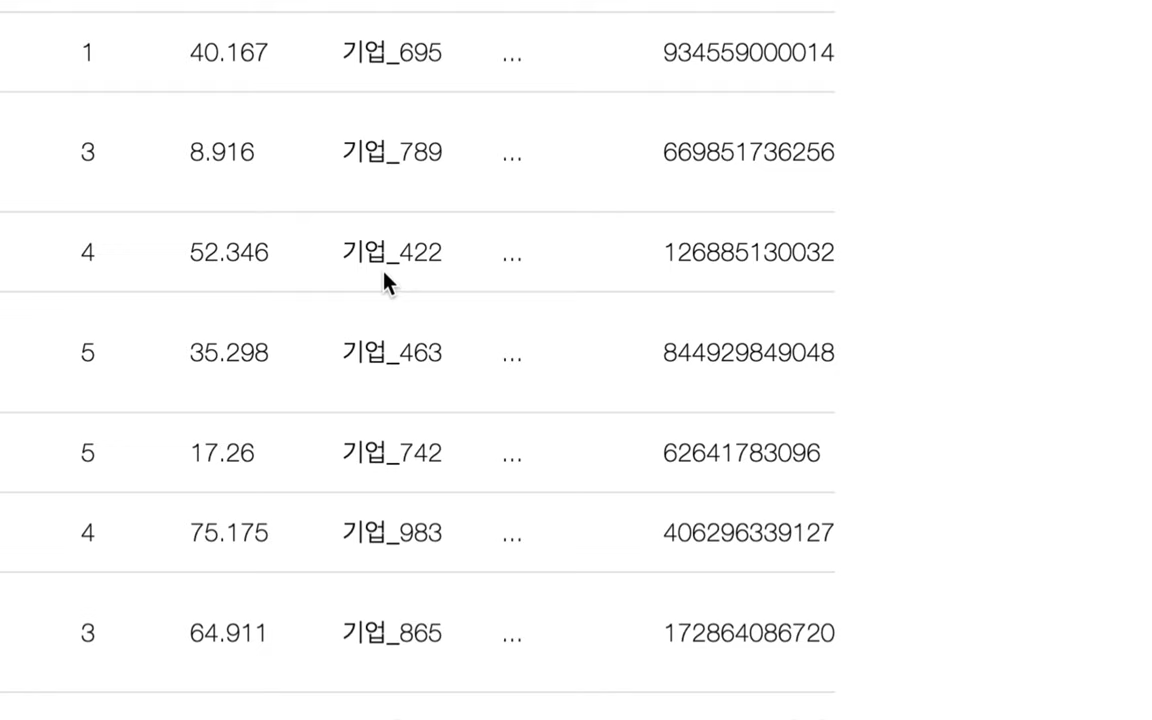 1 40.167 기업_695 ... 934559000014
3 8.916 기업_789 ... 669851736256
4 52.346 기업_422 ... 126885130032
5 35.298 기업_463 ... 844929849048
5 17.26 기업_742 ... 62641783096
4 75.175 기업_983 ... 406296339127
3 64.911 기업_865 ... 172864086720